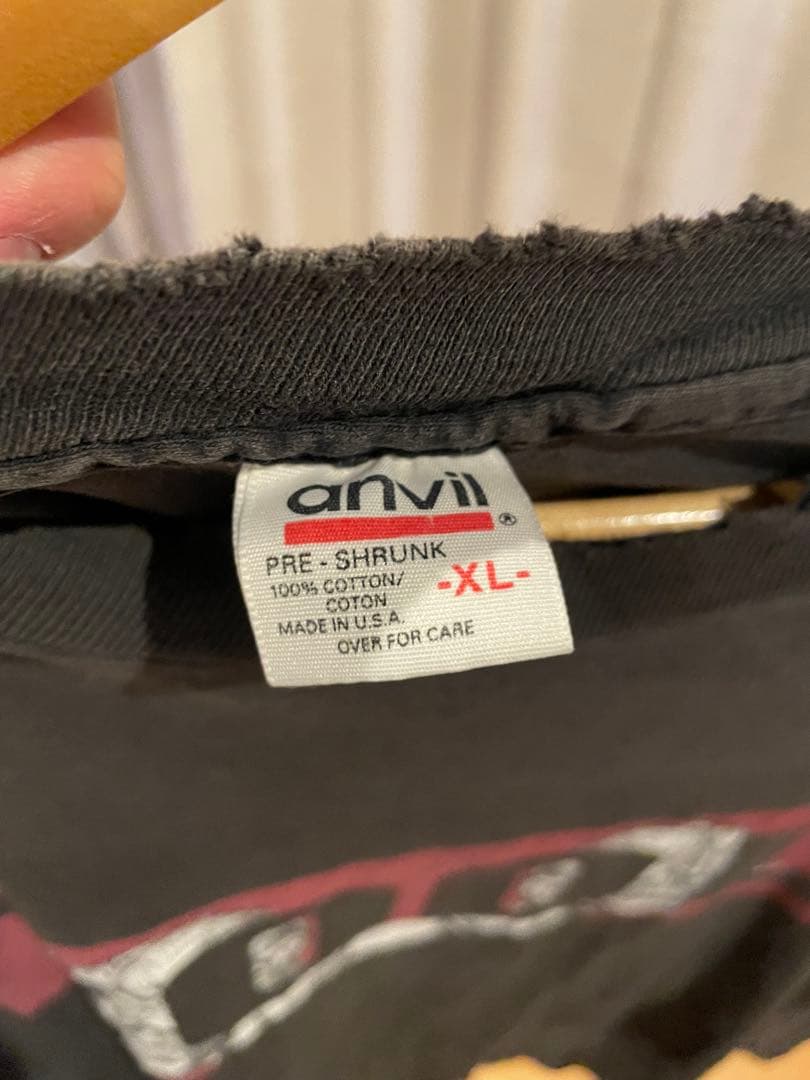 anvil®
PRE - SHRUNK
100% COTTON/
COTON
-XL-
MADE IN U.S.A.
OVER FOR CARE